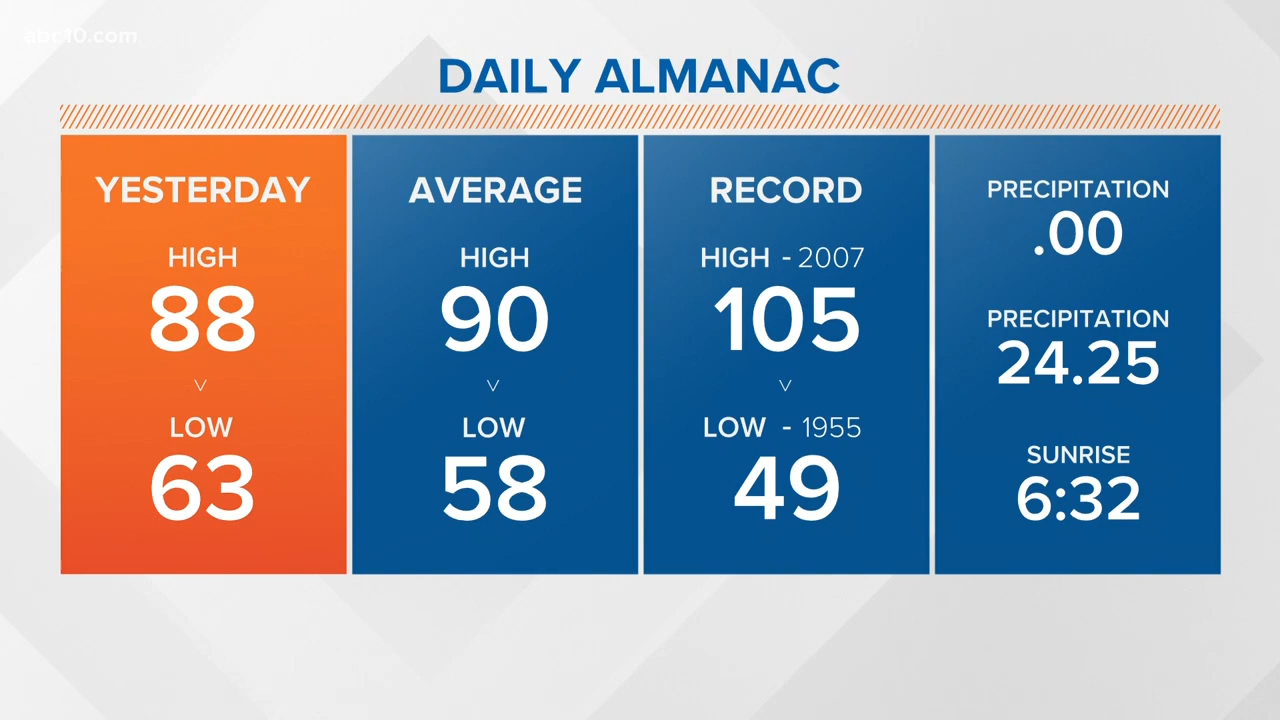 abc10.com
DAILY ALMANAC
YESTERDAY
HIGH
88
LOW
63
AVERAGE
HIGH
90
LOW
58
RECORD
HIGH - 2007
105
LOW - 1955
49
PRECIPITATION
.00
PRECIPITATION
24.25
SUNRISE
6:32